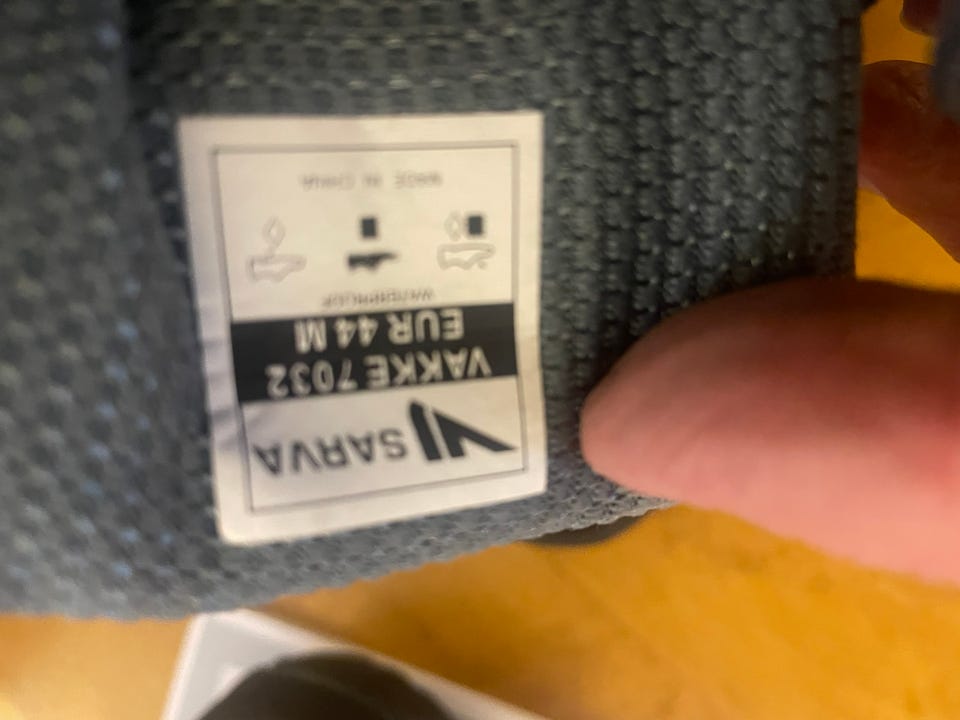 SARVA
VAKKE 7032
EUR 44 M
WATERPROOF
MADE IN CHINA